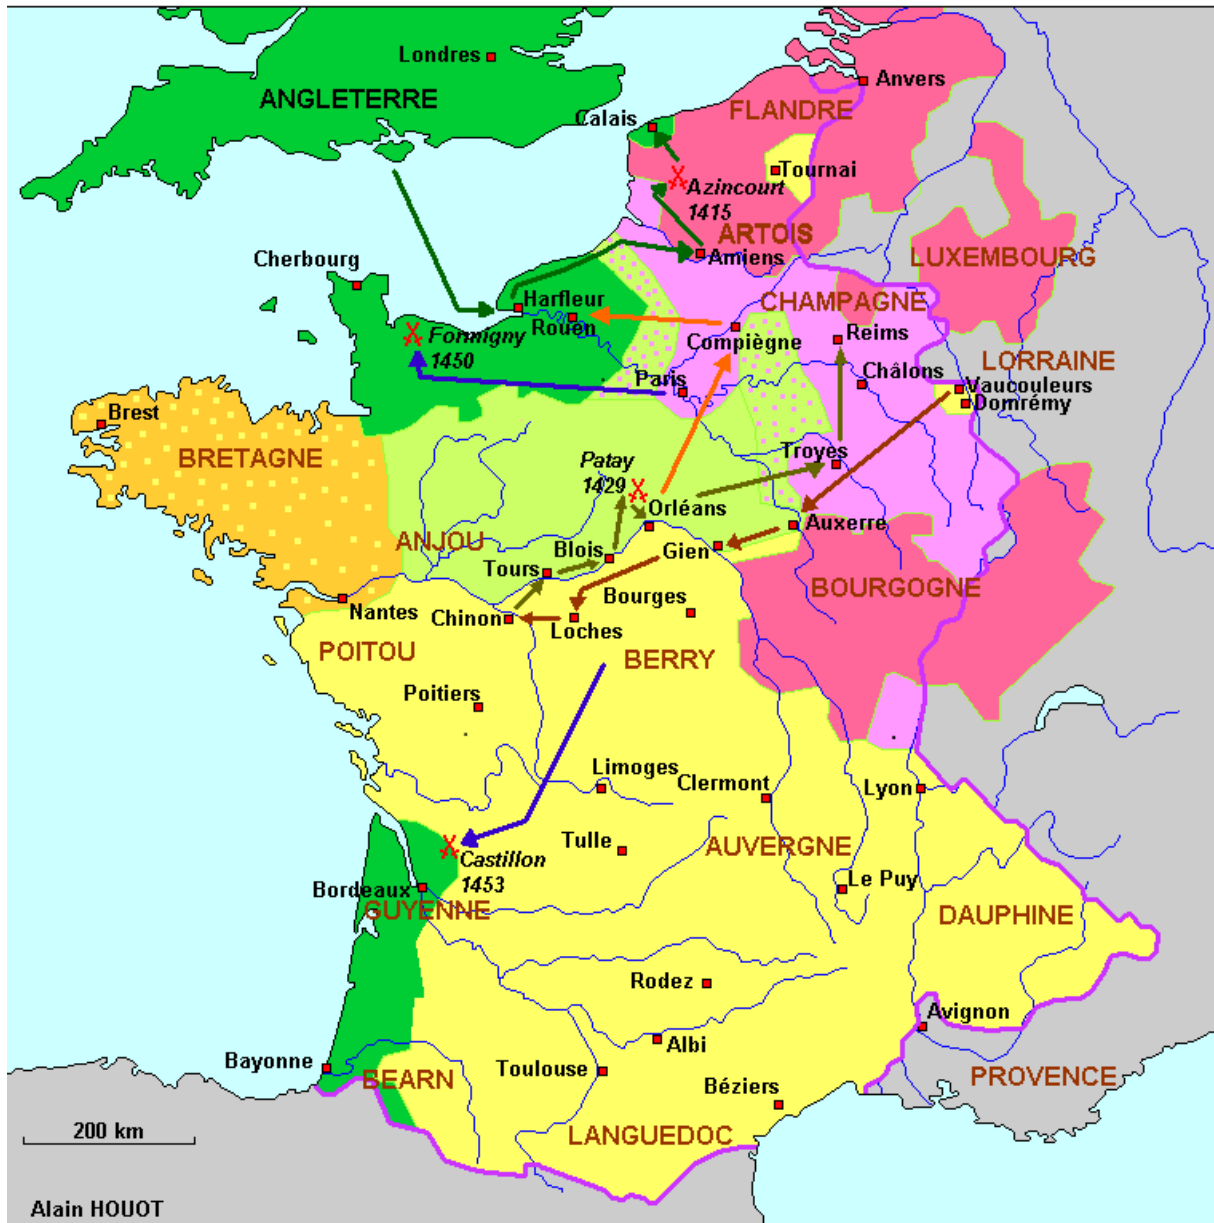 Londres
ANGLETERRE
Anvers
FLANDRE
Calais
Tournai
Azincourt
1415
ARTOIS
Amiens
LUXEMBOURG
Cherbourg
CHAMPAGNE
Harfleur
Rouen
Reims
Formigny
1450
Compiègne
LORRAINE
Paris
Châlons
Vaucouleurs
Domrémy
Brest
BRETAGNE
Patay
1429
Troyes
Orléans
Auxerre
ANJOU
Blois
Gien
Tours
BOURGOGNE
Nantes
Bourges
Chinon
Loches
POITOU
BERRY
Poitiers
Limoges
Clermont
Lyon
Tulle
AUVERGNE
Castillon
1453
Bordeaux
Le Puy
GUYENNE
DAUPHINE
Rodez
Avignon
Albi
Bayonne
Toulouse
BEARN
PROVENCE
Béziers
200 km
LANGUEDOC
Alain HOUOT